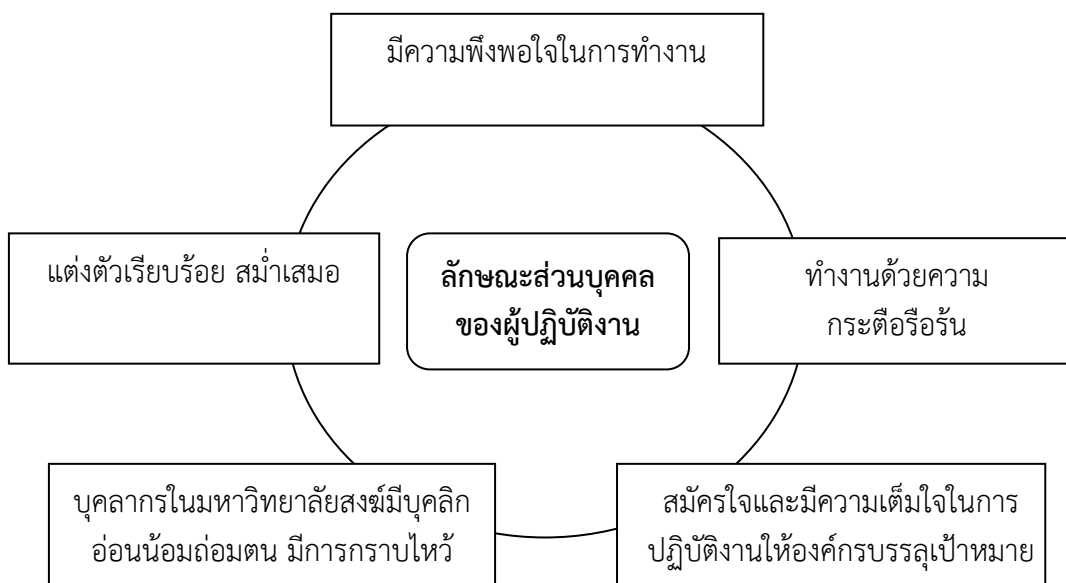 มีความพึงพอใจในการทำงาน
แต่งตัวเรียบร้อย สม่ำเสมอ
ลักษณะส่วนบุคคล
ของผู้ปฏิบัติงาน
ทำงานด้วยความ
กระตือรือร้น
บุคลากรในมหาวิทยาลัยสงฆ์มีบุคลิก
อ่อนน้อมถ่อมตน มีการกราบไหว้
สมัครใจและมีความเต็มใจในการ
ปฏิบัติงานให้องค์กรบรรลุเป้าหมาย